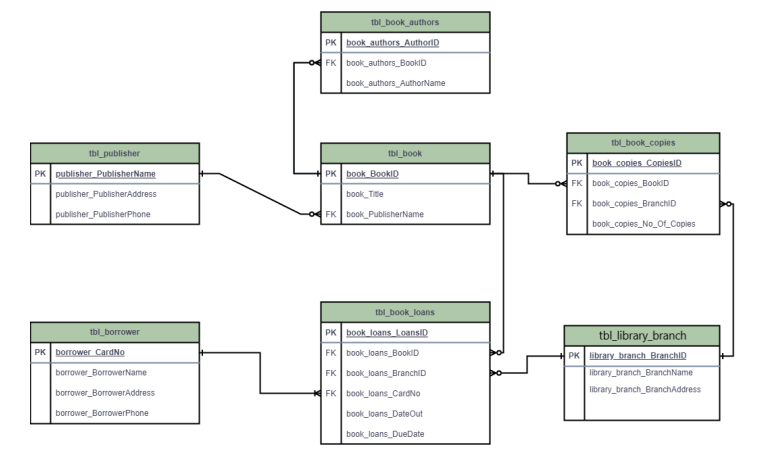 tbl_book_authors
PK book_authors_AuthorID
FK book_authors_BookID
book_authors_AuthorName
tbl_publisher
PK publisher_PublisherName
publisher_PublisherAddress
publisher_PublisherPhone
tbl_book
PK book_BookID
book_Title
FK book_PublisherName
tbl_book_copies
PK book_copies_CopiesID
FK book_copies_BookID
FK book_copies_BranchID
book_copies_No_Of_Copies
tbl_borrower
PK borrower_CardNo
borrower_BorrowerName
borrower_BorrowerAddress
borrower_BorrowerPhone
tbl_book_loans
PK book_loans_LoansID
FK book_loans_BookID
FK book_loans_BranchID
FK book_loans_CardNo
book_loans_DateOut
book_loans_DueDate
tbl_library_branch
PK library_branch_BranchID
library_branch_BranchName
library_branch_BranchAddress